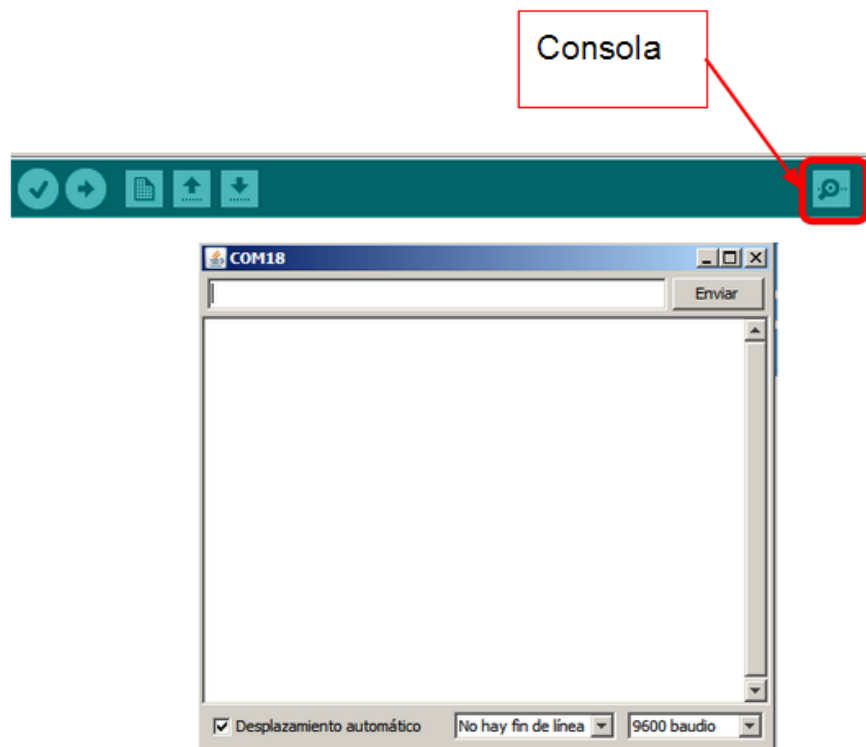 Consola
COM18
Enviar
Desplazamiento automático
No hay fin de línea
9600 baudio